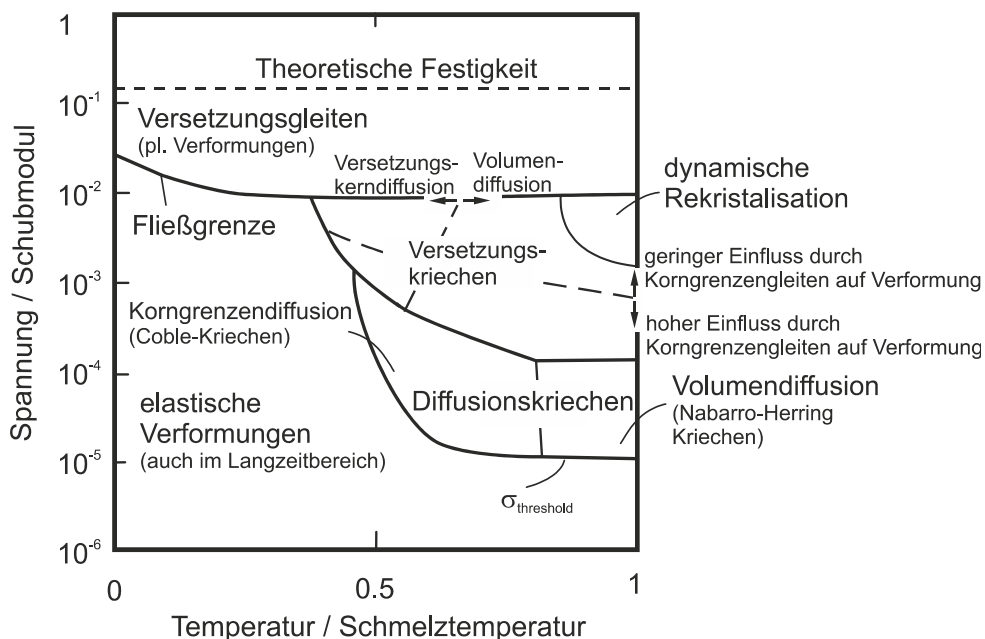 Spannung / Schubmodul
1
10⁻¹
10⁻²
10⁻³
10⁻⁴
10⁻⁵
10⁻⁶
Theoretische Festigkeit
Versetzungsgleiten
(pl. Verformungen)
Versetzungs-
kerndiffusion
Volumen-
diffusion
Fließgrenze
Versetzungs-
kriechen
dynamische
Rekristalisation
geringer Einfluss durch
Korngrenzengleiten auf Verformung
hoher Einfluss durch
Korngrenzengleiten auf Verformung
Korngrenzendiffusion
(Coble-Kriechen)
Diffusionskriechen
Volumendiffusion
(Nabarro-Herring
Kriechen)
elastische
Verformungen
(auch im Langzeitbereich)
σthreshold
0
0.5
1
Temperatur / Schmelztemperatur